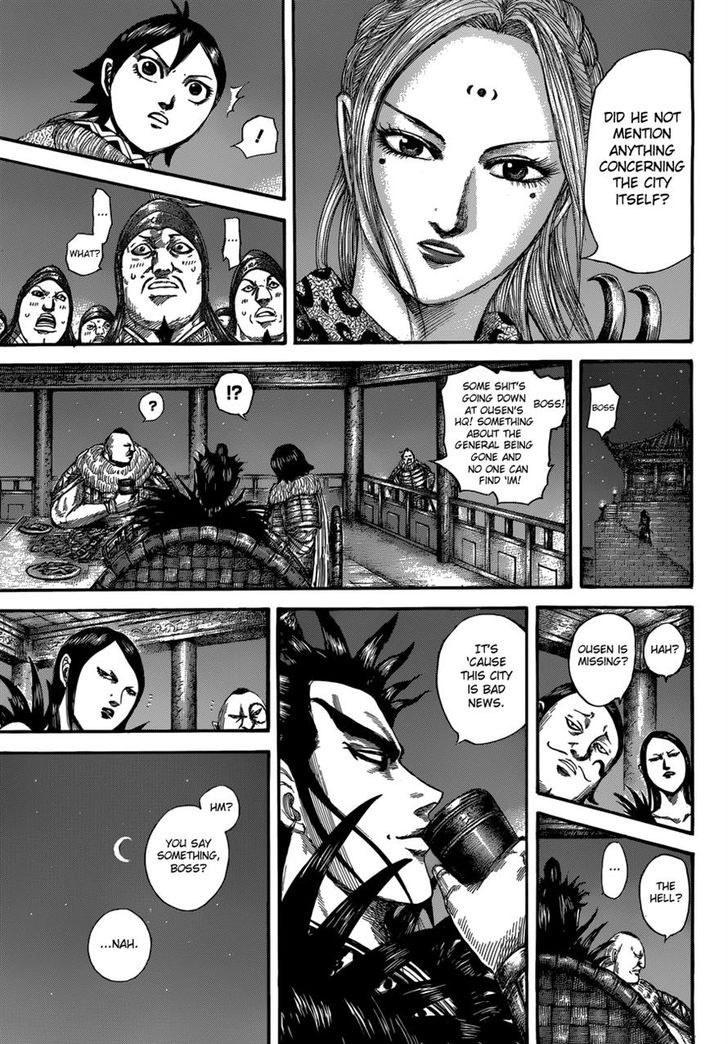 DID HE NOT
MENTION
ANYTHING
CONCERNING
THE CITY
ITSELF?
!
...
...
WHAT?
BOSS
BOSS!
SOME SHIT'S
GOING DOWN
AT OUSEN'S
HQ! SOMETHING
ABOUT THE
GENERAL BEING
GONE AND
NO ONE CAN
FIND 'IM!
!?
?
HAH?
OUSEN IS
MISSING?
THE
HELL?
...
IT'S
'CAUSE
THIS CITY
IS BAD
NEWS.
HM?
YOU SAY
SOMETHING,
BOSS?
...NAH.